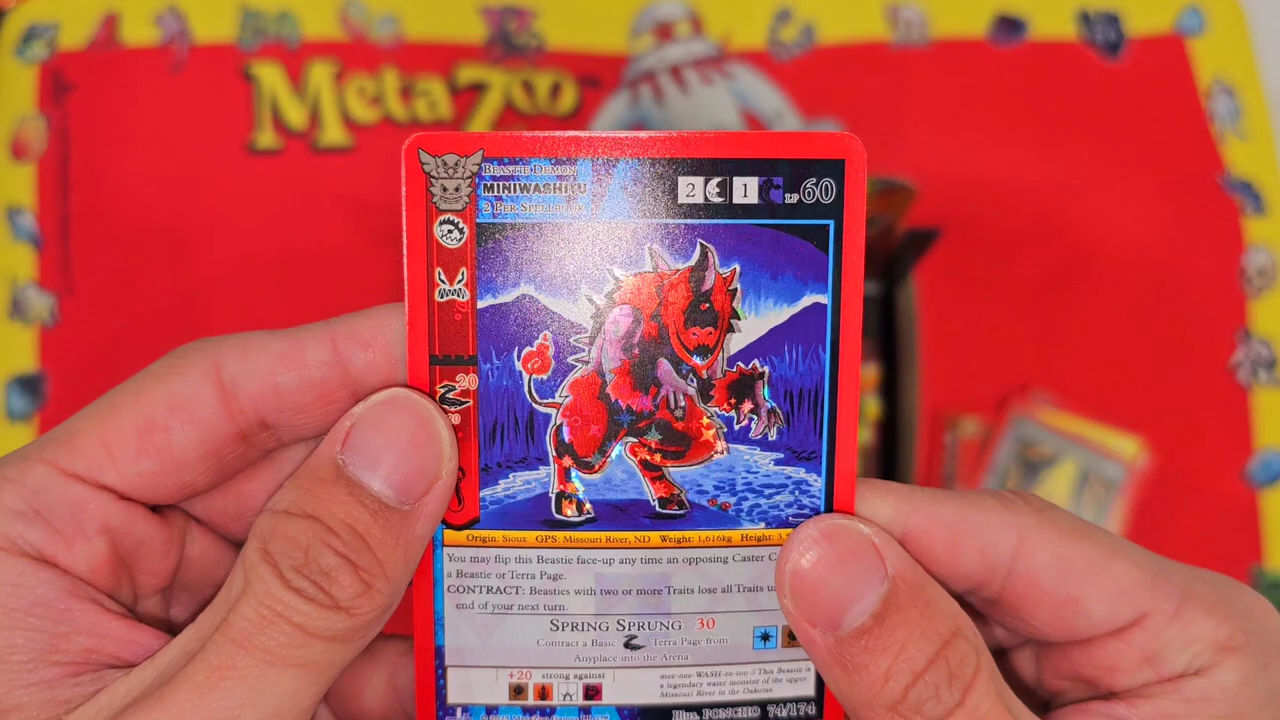 MetaZoo
Beastie Demon
Miniwashitu
2 Per Spellbook
2 1 LP 60
20
Origin: Sioux GPS: Missouri River, ND Weight: 1,616kg Height:
You may flip this Beastie face-up any time an opposing Caster
a Beastie or Terra Page.
CONTRACT: Beasties with two or more Traits lose all Traits
end of your next turn.
Spring Sprung 30
Contract a Basic Terra Page from
Anyplace into the Arena.
+20 strong against
mee-nee-WASH-ee-too // This Beastie is
a legendary water monster of the upper
Missouri River in the Dakotas.
Illus. PONCHO 74/174